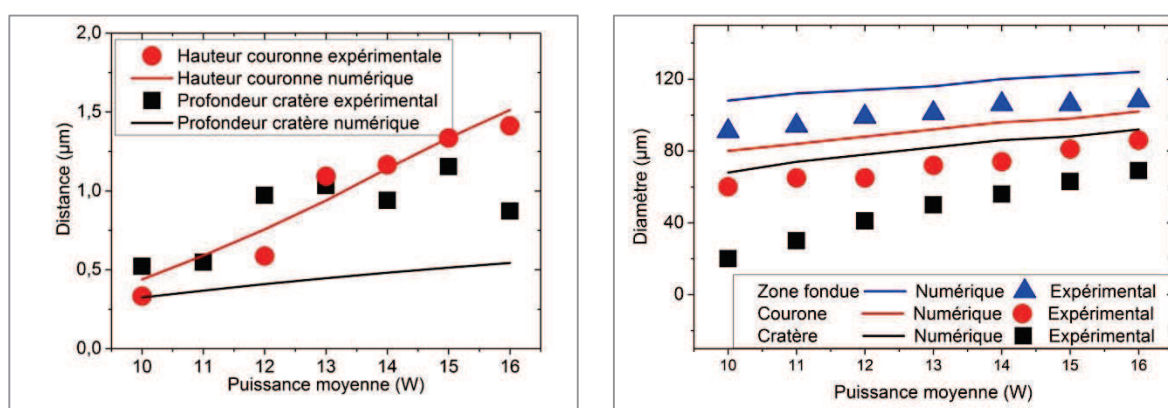 2,0
1,5
1,0
0,5
0,0
Distance (µm)
Hauteur couronne expérimentale
Hauteur couronne numérique
Profondeur cratère expérimental
Profondeur cratère numérique
10 11 12 13 14 15 16
Puissance moyenne (W)
120
80
40
0
Diamètre (µm)
Zone fondue Numérique Expérimental
Courone Numérique Expérimental
Cratère Numérique Expérimental
10 11 12 13 14 15 16
Puissance moyenne (W)